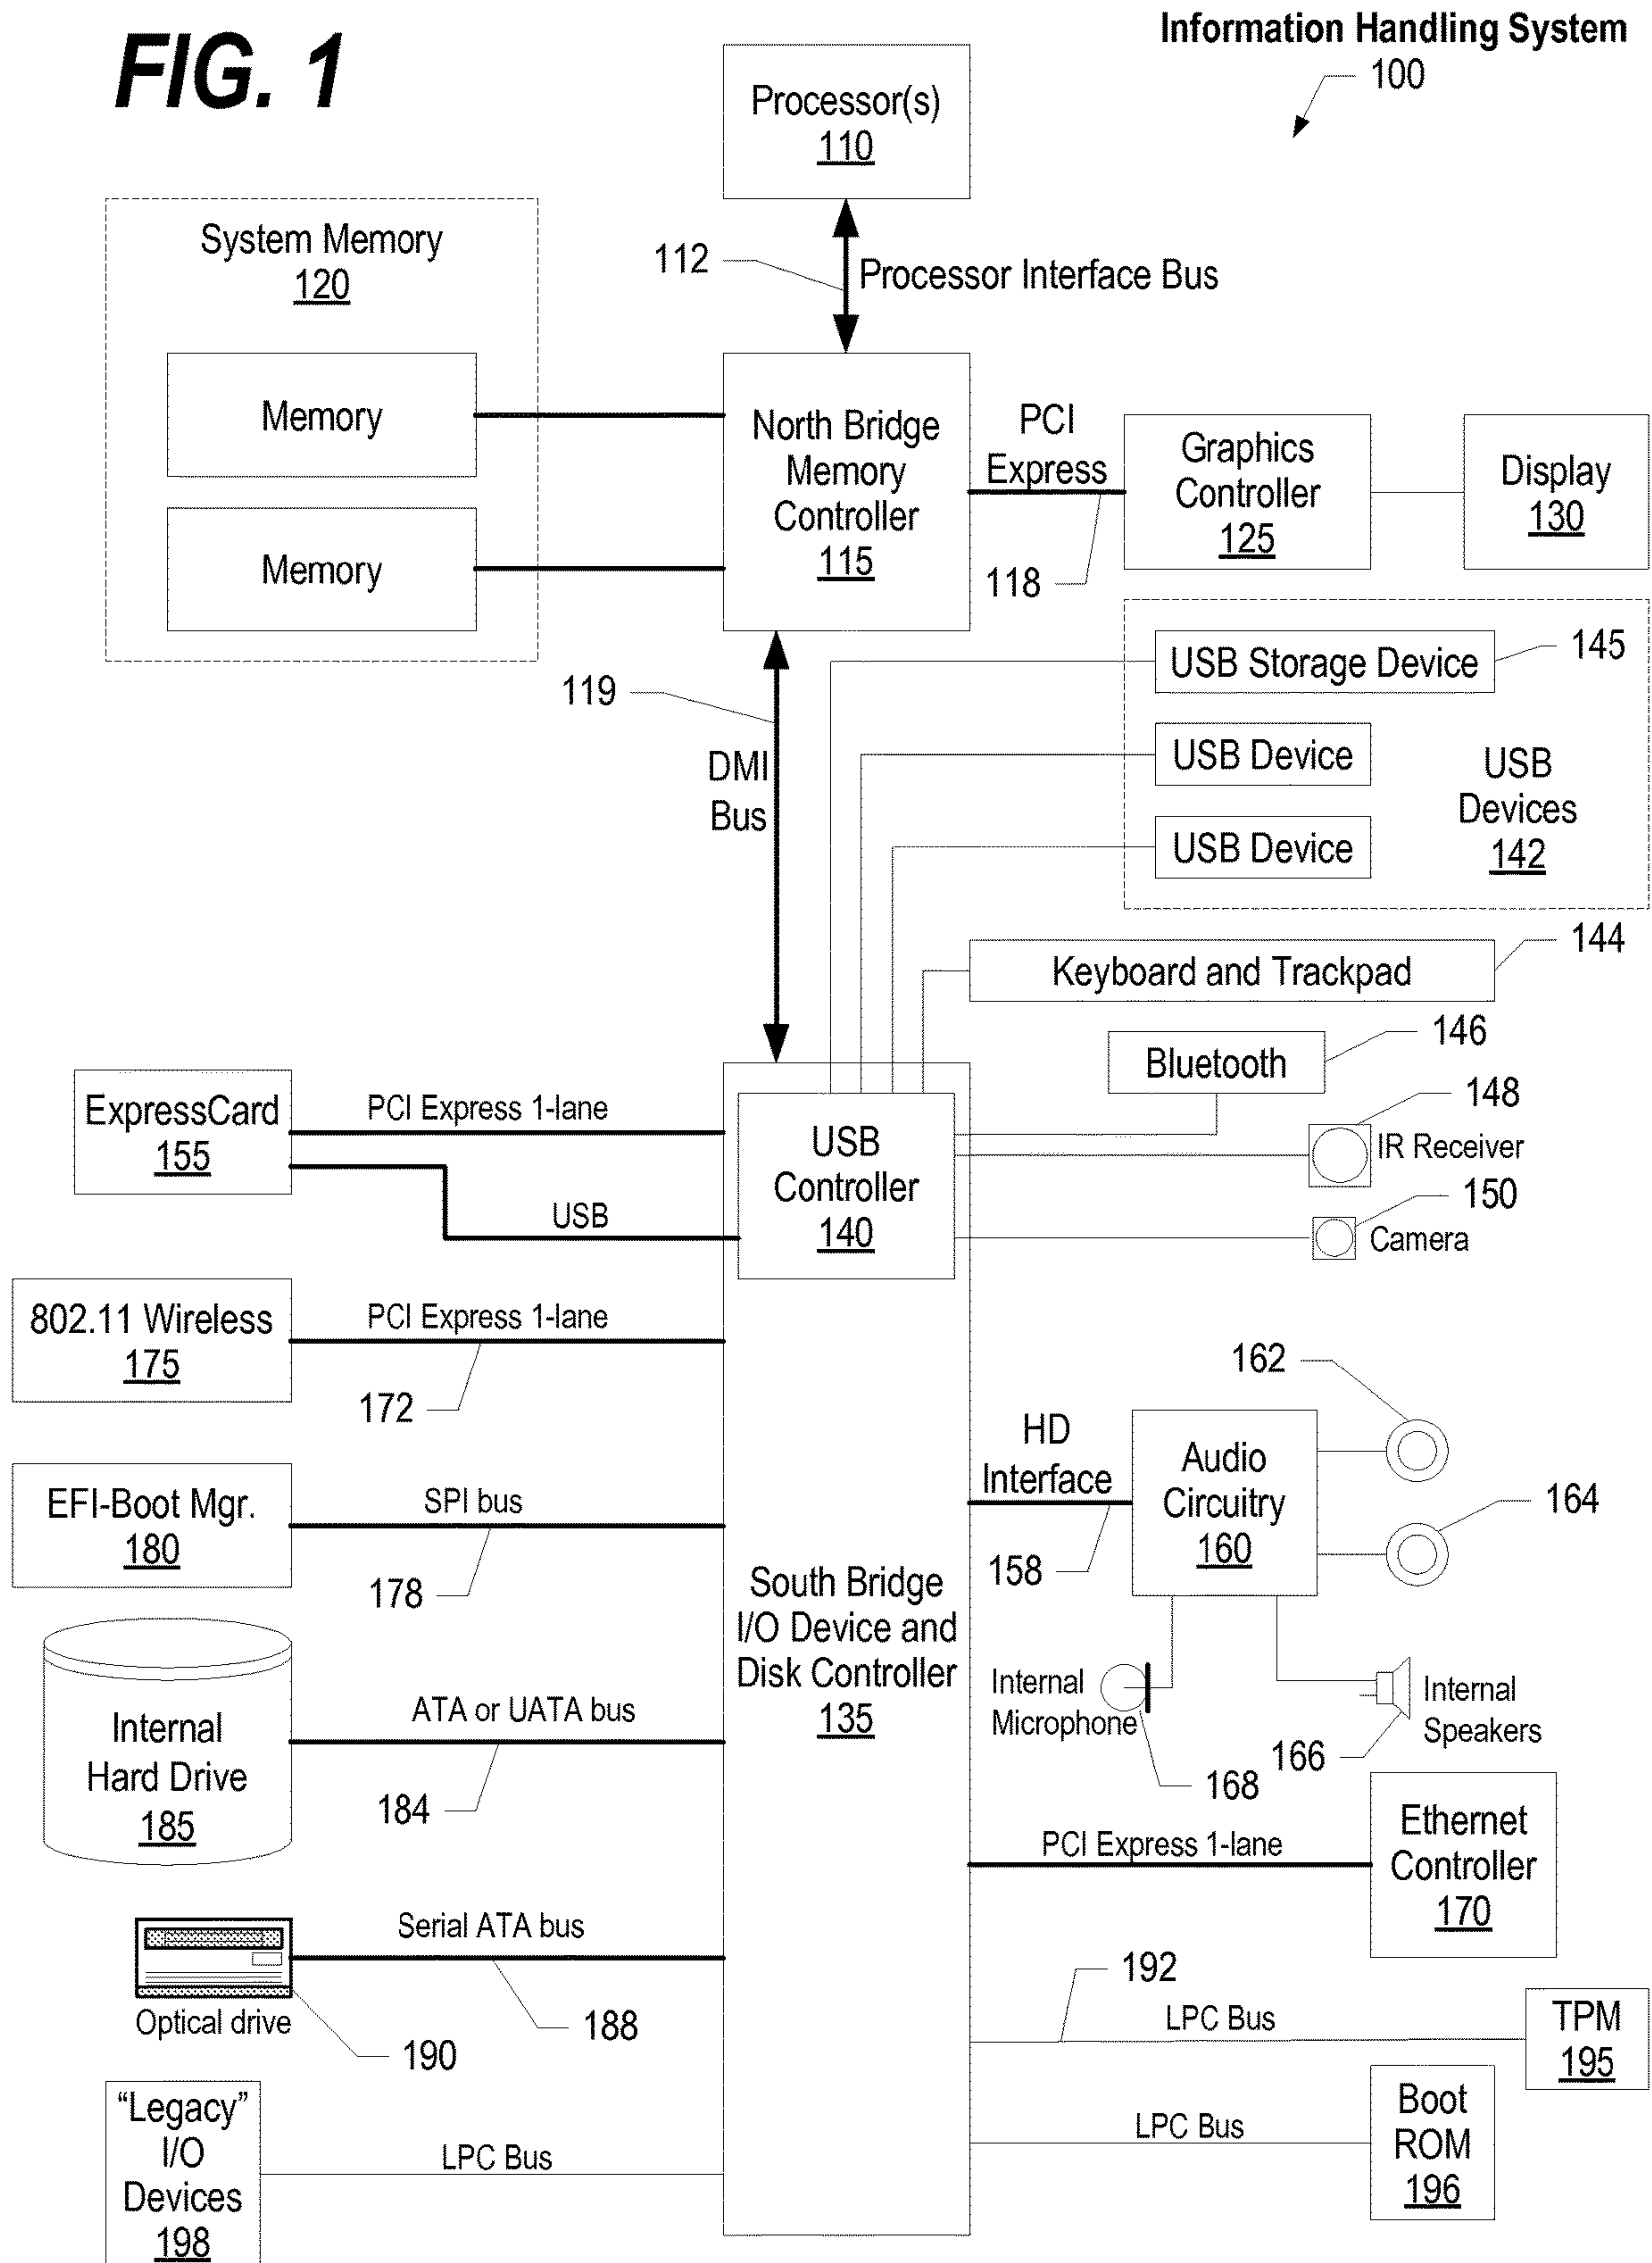 FIG. 1
Information Handling System
100
Processor(s)
110
System Memory
120
112
Processor Interface Bus
Memory
Memory
North Bridge
Memory
Controller
115
PCI
Express
118
Graphics
Controller
125
Display
130
119
DMI
Bus
USB Storage Device
145
USB Device
USB Device
USB
Devices
142
Keyboard and Trackpad
144
Bluetooth
146
148
IR Receiver
150
Camera
ExpressCard
155
PCI Express 1-lane
USB
USB
Controller
140
802.11 Wireless
175
PCI Express 1-lane
172
EFI-Boot Mgr.
180
SPI bus
178
South Bridge
I/O Device and
Disk Controller
135
HD
Interface
158
Audio
Circuitry
160
162
164
Internal
Microphone
168
166
Internal
Speakers
Internal
Hard Drive
185
ATA or UATA bus
184
PCI Express 1-lane
Ethernet
Controller
170
Serial ATA bus
188
Optical drive
190
192
LPC Bus
TPM
195
LPC Bus
Boot
ROM
196
“Legacy”
I/O
Devices
198
LPC Bus